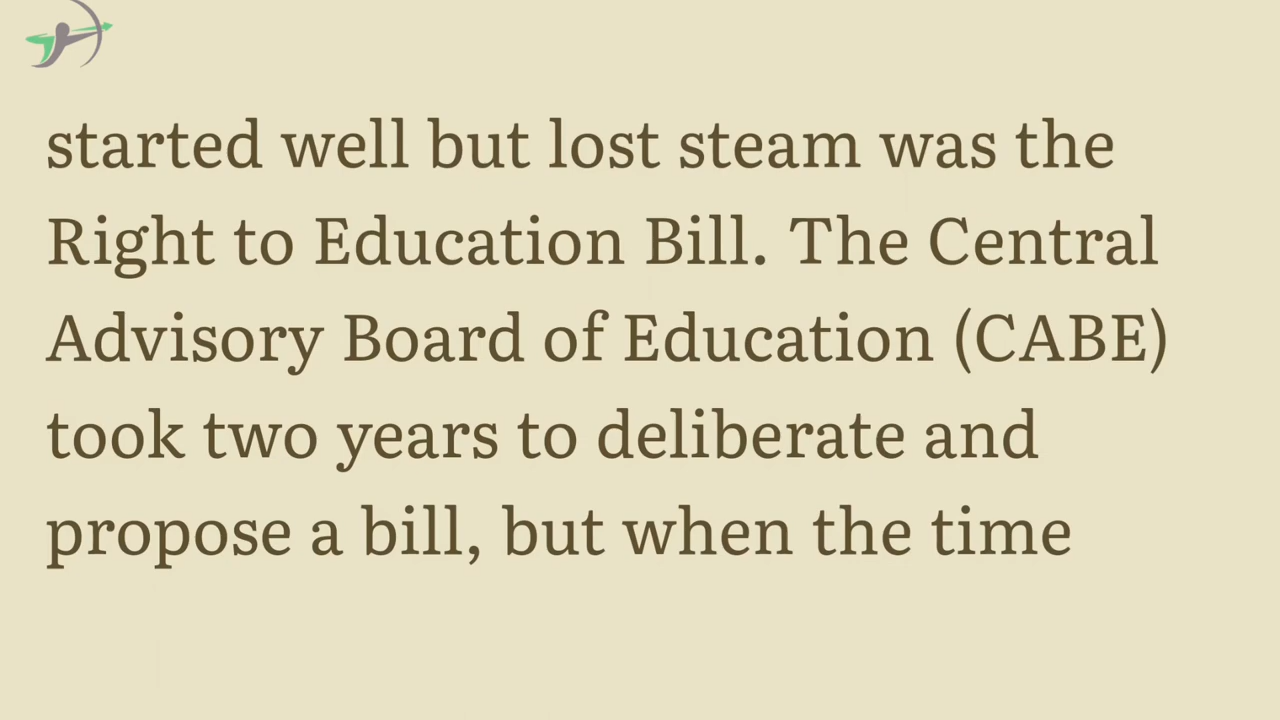 started well but lost steam was the
Right to Education Bill. The Central
Advisory Board of Education (CABE)
took two years to deliberate and
propose a bill, but when the time